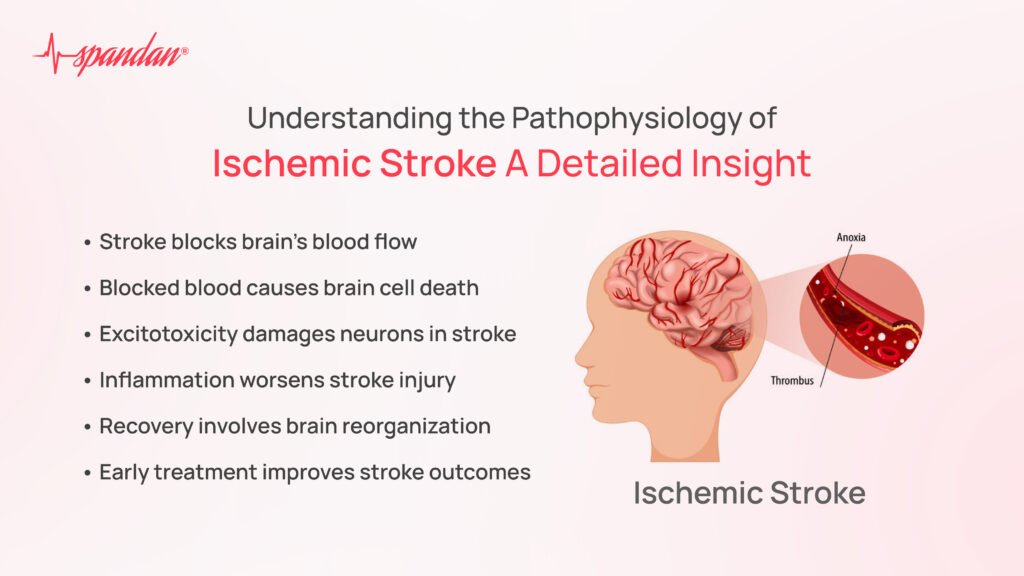 spandan®
Understanding the Pathophysiology of
Ischemic Stroke A Detailed Insight
• Stroke blocks brain's blood flow
• Blocked blood causes brain cell death
• Excitotoxicity damages neurons in stroke
• Inflammation worsens stroke injury
• Recovery involves brain reorganization
• Early treatment improves stroke outcomes
Anoxia
Thrombus
Ischemic Stroke